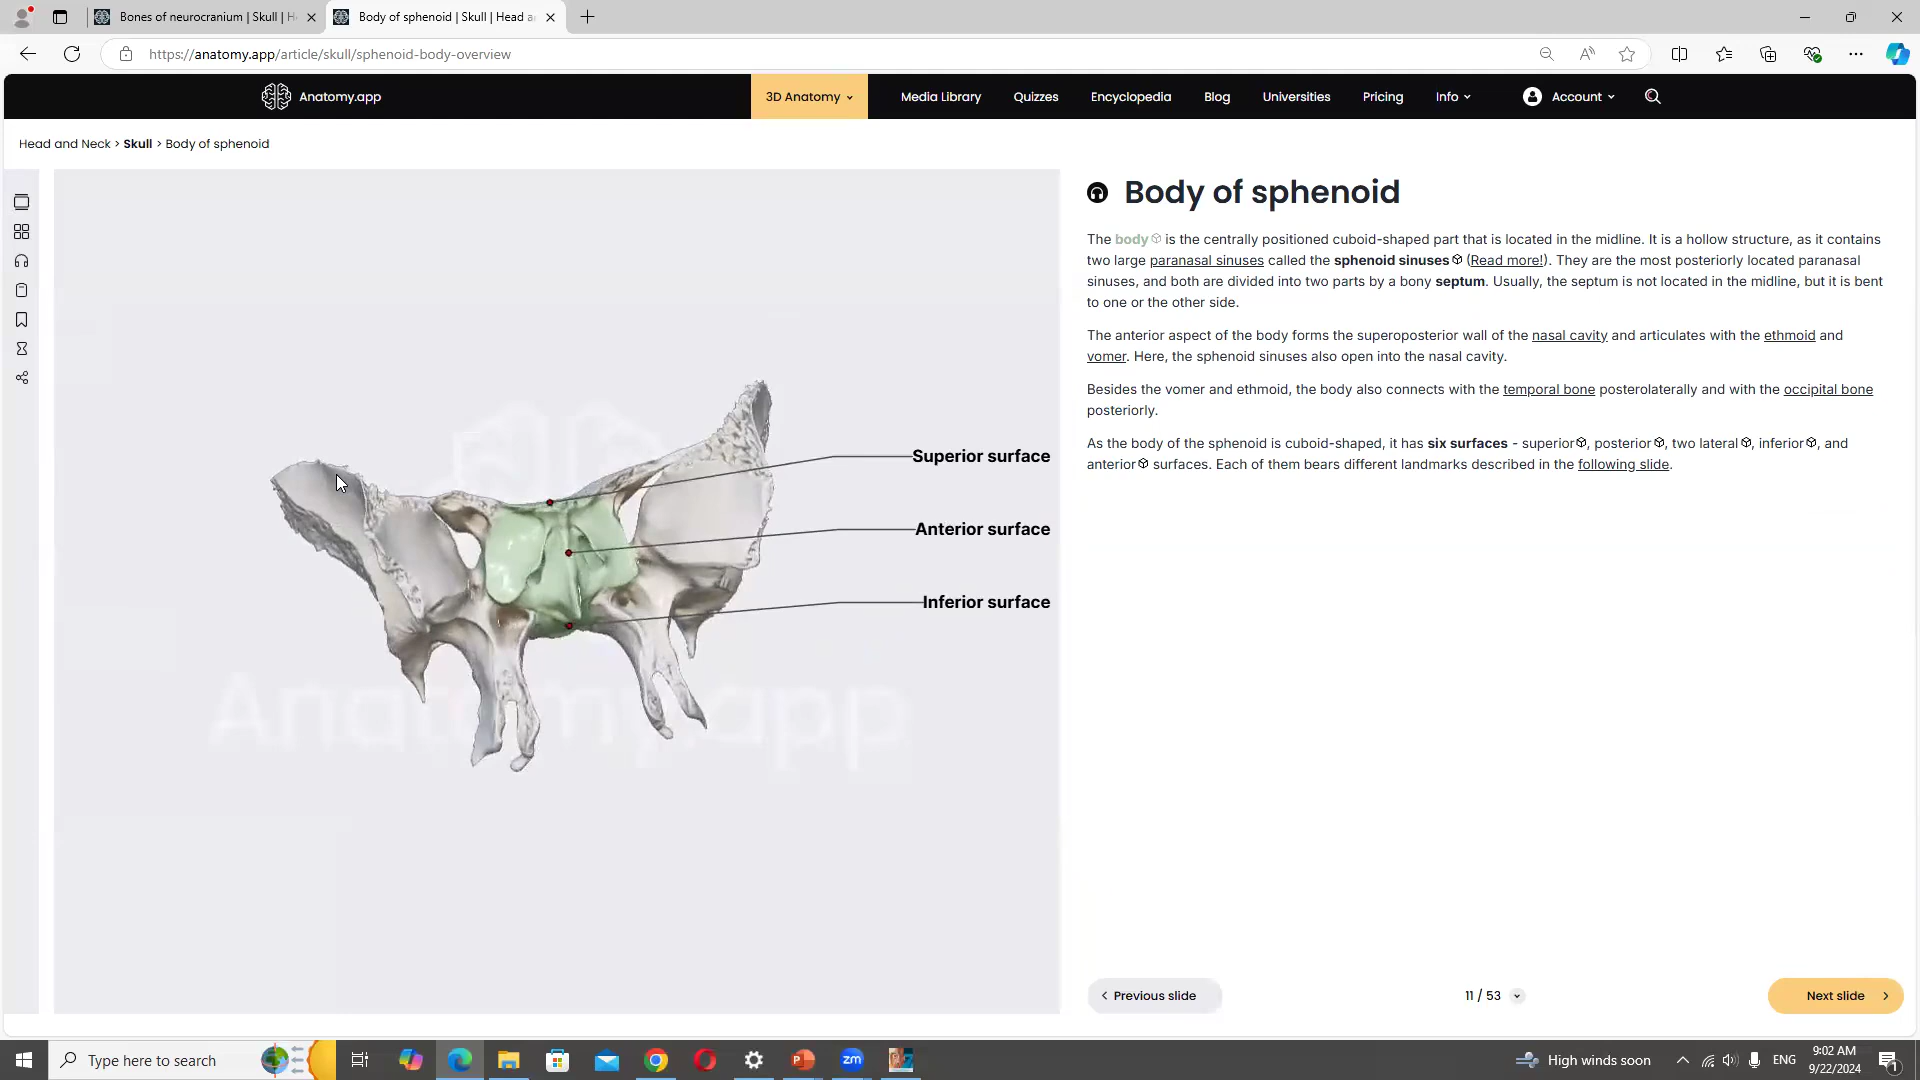 Bones of neurocranium | Skull | H
Body of sphenoid | Skull | Head a
https://anatomy.app/article/skull/sphenoid-body-overview
Anatomy.app
3D Anatomy
Media Library
Quizzes
Encyclopedia
Blog
Universities
Pricing
Info
Account
Head and Neck > Skull > Body of sphenoid
Superior surface
Anterior surface
Inferior surface
Anatomy.app
Body of sphenoid
The body is the centrally positioned cuboid-shaped part that is located in the midline. It is a hollow structure, as it contains
two large paranasal sinuses called the sphenoid sinuses (Read more!). They are the most posteriorly located paranasal
sinuses, and both are divided into two parts by a bony septum. Usually, the septum is not located in the midline, but it is bent
to one or the other side.
The anterior aspect of the body forms the superoposterior wall of the nasal cavity and articulates with the ethmoid and
vomer. Here, the sphenoid sinuses also open into the nasal cavity.
Besides the vomer and ethmoid, the body also connects with the temporal bone posterolaterally and with the occipital bone
posteriorly.
As the body of the sphenoid is cuboid-shaped, it has six surfaces - superior, posterior, two lateral, inferior, and
anterior surfaces. Each of them bears different landmarks described in the following slide.
Previous slide
11 / 53
Next slide
Type here to search
P
zm
High winds soon
ENG
9:02 AM
9/22/2024
1